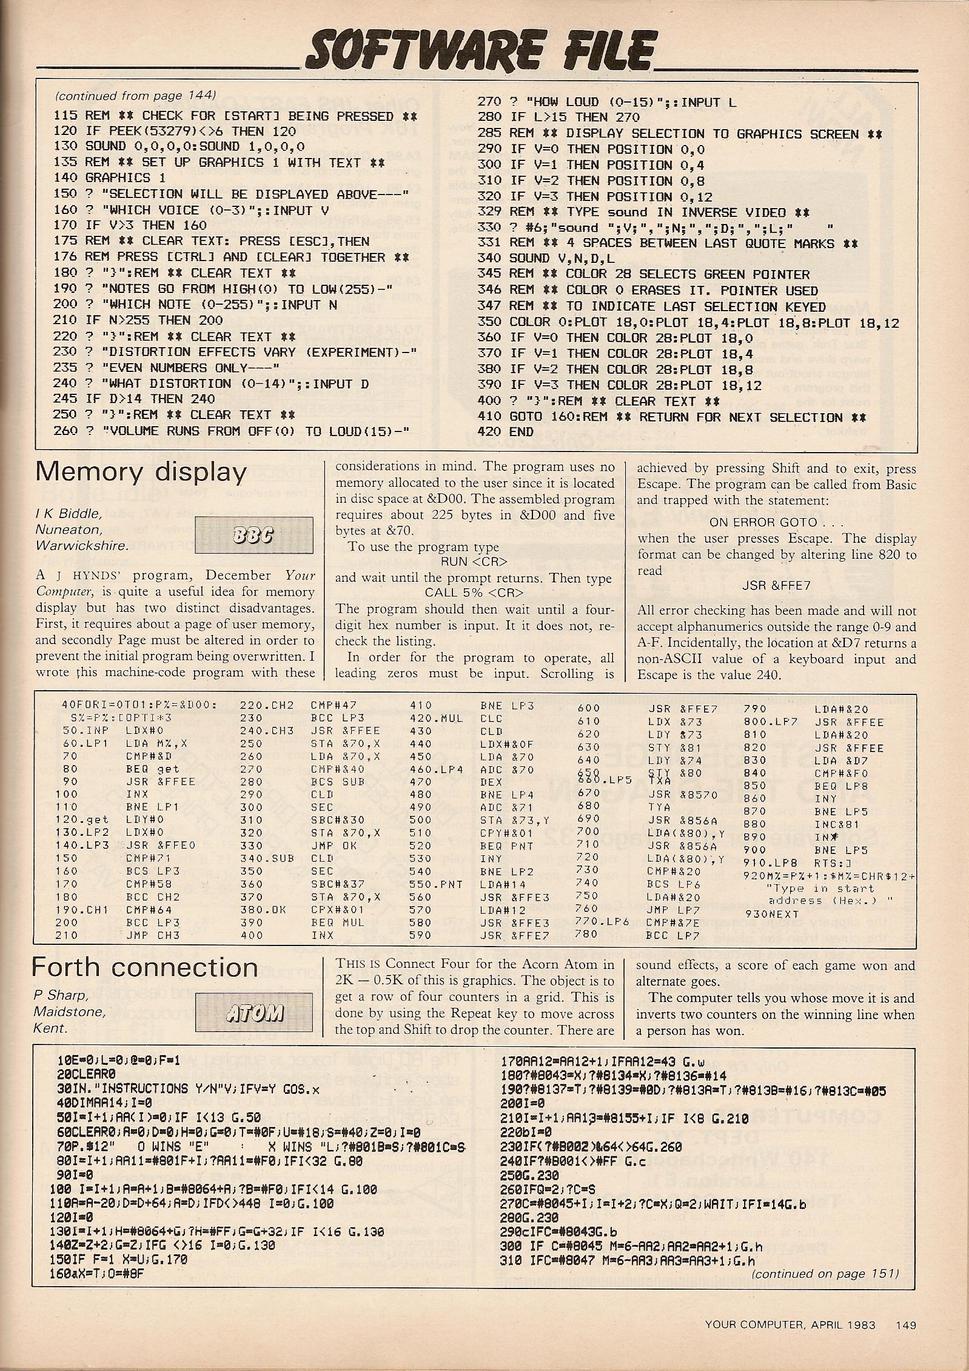 SOFTWARE FILE
(continued from page 144)
115 REM ** CHECK FOR [START] BEING PRESSED **
120 IF PEEK(53279)<>6 THEN 120
130 SOUND 0,0,0,0:SOUND 1,0,0,0
135 REM ** SET UP GRAPHICS 1 WITH TEXT **
140 GRAPHICS 1
150 ? "SELECTION WILL BE DISPLAYED ABOVE---"
160 ? "WHICH VOICE (0-3)";:INPUT V
170 IF V>3 THEN 160
175 REM ** CLEAR TEXT: PRESS [ESC],THEN
176 REM PRESS [CTRL] AND [CLEAR] TOGETHER **
180 ? "}":REM ** CLEAR TEXT **
190 ? "NOTES GO FROM HIGH(0) TO LOW(255)-"
200 ? "WHICH NOTE (0-255)";:INPUT N
210 IF N>255 THEN 200
220 ? "}":REM ** CLEAR TEXT **
230 ? "DISTORTION EFFECTS VARY (EXPERIMENT)-"
235 ? "EVEN NUMBERS ONLY---"
240 ? "WHAT DISTORTION (0-14)";:INPUT D
245 IF D>14 THEN 240
250 ? "}":REM ** CLEAR TEXT **
260 ? "VOLUME RUNS FROM OFF(0) TO LOUD(15)-"
270 ? "HOW LOUD (0-15)";:INPUT L
280 IF L>15 THEN 270
285 REM ** DISPLAY SELECTION TO GRAPHICS SCREEN **
290 IF V=0 THEN POSITION 0,0
300 IF V=1 THEN POSITION 0,4
310 IF V=2 THEN POSITION 0,8
320 IF V=3 THEN POSITION 0,12
329 REM ** TYPE sound IN INVERSE VIDEO **
330 ? #6;"sound ";V;",";N;",";D;",";L;"    "
331 REM ** 4 SPACES BETWEEN LAST QUOTE MARKS **
340 SOUND V,N,D,L
345 REM ** COLOR 28 SELECTS GREEN POINTER
346 REM ** COLOR 0 ERASES IT. POINTER USED
347 REM ** TO INDICATE LAST SELECTION KEYED
350 COLOR 0:PLOT 18,0:PLOT 18,4:PLOT 18,8:PLOT 18,12
360 IF V=0 THEN COLOR 28:PLOT 18,0
370 IF V=1 THEN COLOR 28:PLOT 18,4
380 IF V=2 THEN COLOR 28:PLOT 18,8
390 IF V=3 THEN COLOR 28:PLOT 18,12
400 ? "}":REM ** CLEAR TEXT **
410 GOTO 160:REM ** RETURN FOR NEXT SELECTION **
420 END
Memory display
I K Biddle,
Nuneaton,
Warwickshire.
BBC
A J HYNDS' program, December Your
Computer, is quite a useful idea for memory
display but has two distinct disadvantages.
First, it requires about a page of user memory,
and secondly Page must be altered in order to
prevent the initial program being overwritten. I
wrote this machine-code program with these
considerations in mind. The program uses no
memory allocated to the user since it is located
in disc space at &D00. The assembled program
requires about 225 bytes in &D00 and five
bytes at &70.
To use the program type
RUN <CR>
and wait until the prompt returns. Then type
CALL 5% <CR>
The program should then wait until a four-
digit hex number is input. It it does not, re-
check the listing.
In order for the program to operate, all
leading zeros must be input. Scrolling is
achieved by pressing Shift and to exit, press
Escape. The program can be called from Basic
and trapped with the statement:
ON ERROR GOTO . . .
when the user presses Escape. The display
format can be changed by altering line 820 to
read
JSR &FFE7
All error checking has been made and will not
accept alphanumerics outside the range 0-9 and
A-F. Incidentally, the location at &D7 returns a
non-ASCII value of a keyboard input and
Escape is the value 240.
40FORI=0TO1:P%=&D00:
S%=P%:[OPTI*3
50.INP LDX#0
60.LP1 LDA M%,X
70 CMP#&D
80 BEQ get
90 JSR &FFEE
100 INX
110 BNE LP1
120.get LDY#0
130.LP2 LDX#0
140.LP3 JSR &FFE0
150 CMP#71
160 BCS LP3
170 CMP#58
180 BCC CH2
190.CH1 CMP#64
200 BCC LP3
210 JMP CH3
220.CH2 CMP#47
230 BCC LP3
240.CH3 JSR &FFEE
250 STA &70,X
260 LDA &70,X
270 CMP#&40
280 BCS SUB
290 CLD
300 SEC
310 SBC#&30
320 STA &70,X
330 JMP OK
340.SUB CLD
350 SEC
360 SBC#&37
370 STA &70,X
380.OK CPX#&01
390 BEQ MUL
400 INX
410 BNE LP3
420.MUL CLC
430 CLD
440 LDX#&0F
450 LDA &70
460.LP4 ADC &70
470 DEX
480 BNE LP4
490 ADC &71
500 STA &73,Y
510 CPY#&01
520 BEQ PNT
530 INY
540 BNE LP2
550.PNT LDA#14
560 JSR &FFE3
570 LDA#12
580 JSR &FFE3
590 JSR &FFE7
600 JSR &FFE7
610 LDX &73
620 LDY &73
630 STY &81
640 LDY &74
650 STY &80
660.LP5 TXA
670 JSR &8570
680 TYA
690 JSR &856A
700 LDA(&80),Y
710 JSR &856A
720 LDA(&80),Y
730 CMP#&20
740 BCS LP6
750 LDA#&20
760 JMP LP7
770.LP6 CMP#&7E
780 BCC LP7
790 LDA#&20
800.LP7 JSR &FFEE
810 LDA#&20
820 JSR &FFEE
830 LDA &D7
840 CMP#&F0
850 BEQ LP8
860 INY
870 BNE LP5
880 INC&81
890 INX
900 BNE LP5
910.LP8 RTS:]
920M%=P%+1:$M%=CHR$12+
"Type in start
address (Hex.) "
930NEXT
Forth connection
P Sharp,
Maidstone,
Kent.
ATOM
THIS IS Connect Four for the Acorn Atom in
2K — 0.5K of this is graphics. The object is to
get a row of four counters in a grid. This is
done by using the Repeat key to move across
the top and Shift to drop the counter. There are
sound effects, a score of each game won and
alternate goes.
The computer tells you whose move it is and
inverts two counters on the winning line when
a person has won.
10E=0;L=0;@=0;F=1
20CLEAR0
30IN."INSTRUCTIONS Y/N"V;IFV=Y GOS.x
40DIMAA14;I=0
50I=I+1;AA(I)=0;IF I<13 G.50
60CLEAR0;A=0;D=0;H=0;G=0;T=#0F;U=#18;S=#40;Z=0;I=0
70P.$12" O WINS "E" : X WINS "L;?#801B=S;?#801C=S
80I=I+1;AA11=#801F+I;?AA11=#F0;IFI<32 G.80
90I=0
100 I=I+1;A=A+1;B=#8064+A;?B=#F0;IFI<14 G.100
110A=A-20;D=D+64;A=D;IFD<>448 I=0;G.100
120I=0
130I=I+1;H=#8064+G;?H=#FF;G=G+32;IF I<16 G.130
140Z=Z+2;G=Z;IFG <>16 I=0;G.130
150IF F=1 X=U;G.170
160aX=T;O=#8F
170AA12=AA12+1;IFAA12=43 G.w
180?#8043=X;?#8134=X;?#8136=#14
190?#8137=T;?#8139=#0D;?#813A=T;?#813B=#16;?#813C=#05
200I=0
210I=I+1;AA13=#8155+I;IF I<8 G.210
220bI=0
230IF(?#B002)&64<>64G.260
240IF?#B001<>#FF G.c
250G.230
260IFQ=2;?C=S
270C=#8045+I;I=I+2;?C=X;Q=2;WAIT;IFI=14G.b
280G.230
290cIFC=#8043G.b
300 IF C=#8045 M=6-AA2;AA2=AA2+1;G.h
310 IFC=#8047 M=6-AA3;AA3=AA3+1;G.h
(continued on page 151)
YOUR COMPUTER, APRIL 1983 149